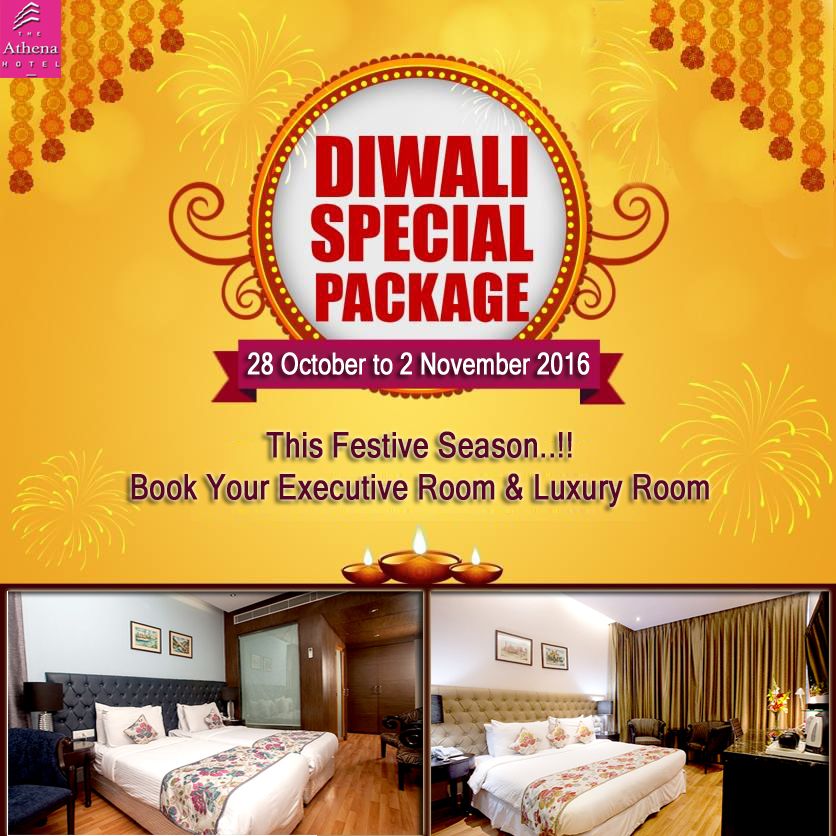 THE
Athena
HOTEL
DIWALI
SPECIAL
PACKAGE
28 October to 2 November 2016
This Festive Season..!!
Book Your Executive Room & Luxury Room